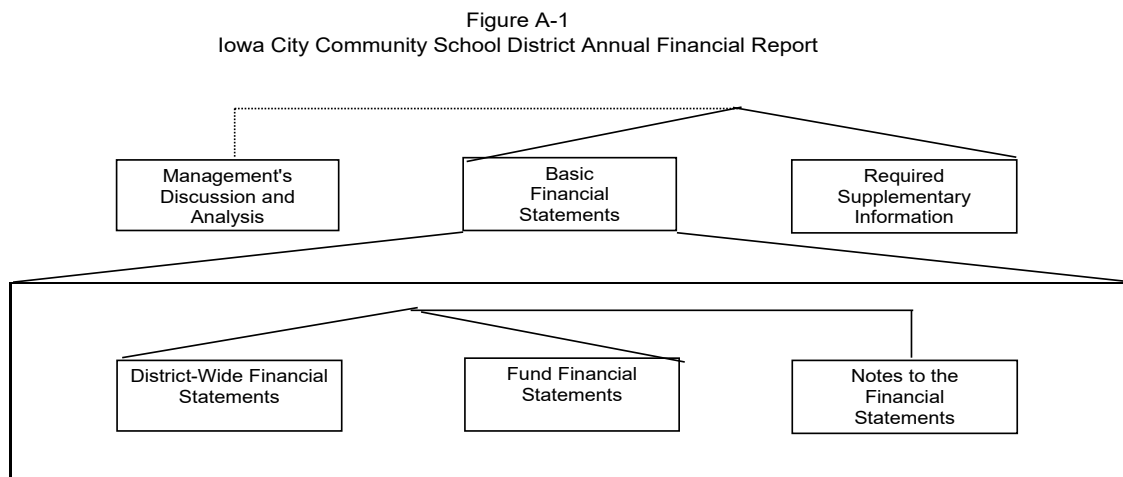 Figure A-1
Iowa City Community School District Annual Financial Report
Management's
Discussion and
Analysis
Basic
Financial
Statements
Required
Supplementary
Information
District-Wide Financial
Statements
Fund Financial
Statements
Notes to the
Financial
Statements